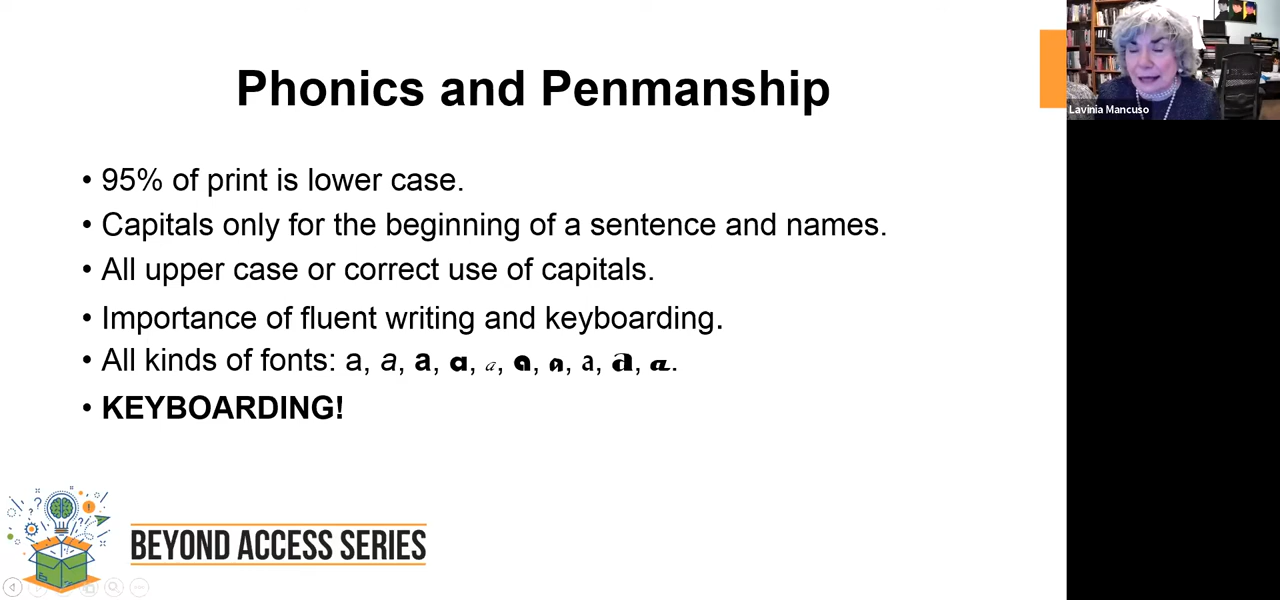 Phonics and Penmanship
• 95% of print is lower case.
• Capitals only for the beginning of a sentence and names.
• All upper case or correct use of capitals.
• Importance of fluent writing and keyboarding.
• All kinds of fonts: a, a, a, a, a, a, a, a, a, a.
• KEYBOARDING!
BEYOND ACCESS SERIES
Lavinia Mancuso